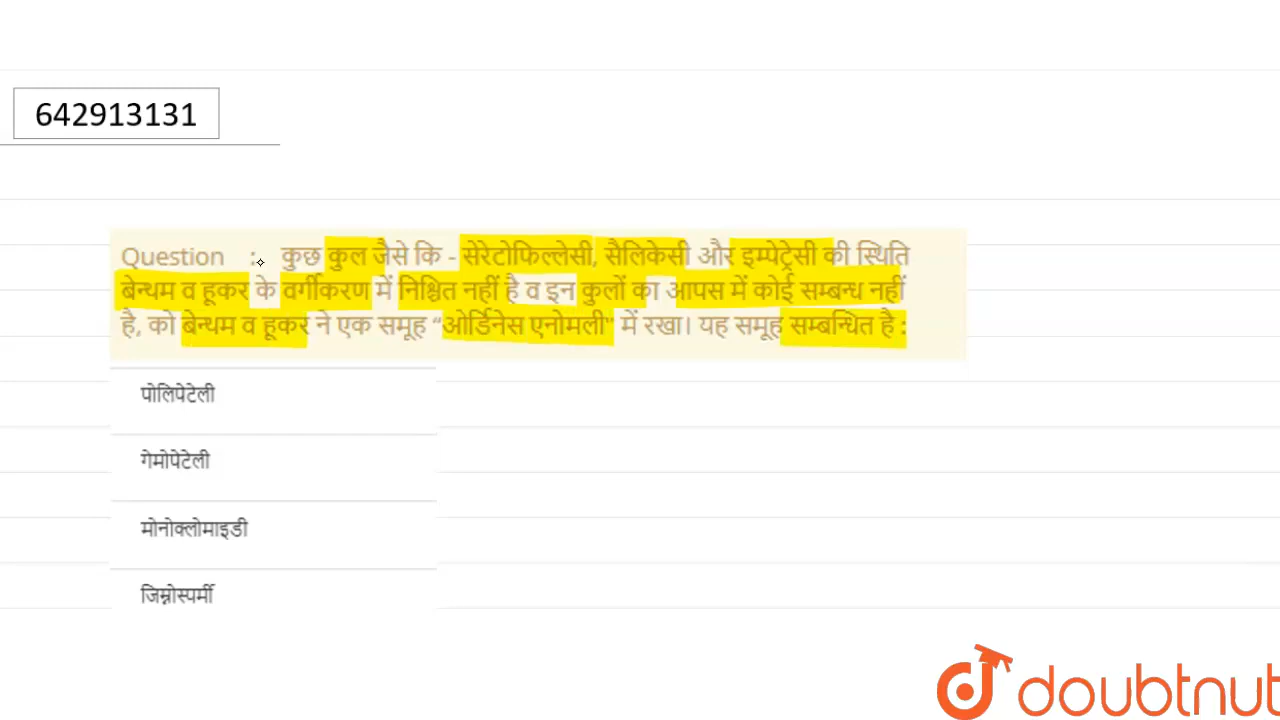 642913131
Question : कुछ कुल जैसे कि - सेरेटोफिल्लेसी, सैलिकेसी और इम्पेट्रेसी की स्थिति
बेन्थम व हूकर के वर्गीकरण में निश्चित नहीं है व इन कुलों का आपस में कोई सम्बन्ध नहीं
है, को बेन्थम व हूकर ने एक समूह “ओर्डिनेस एनोमली" में रखा। यह समूह सम्बन्धित है :
पोलिपेटेली
गेमोपेटेली
मोनोक्लोमाइडी
जिम्नोस्पर्मी
doubtnut